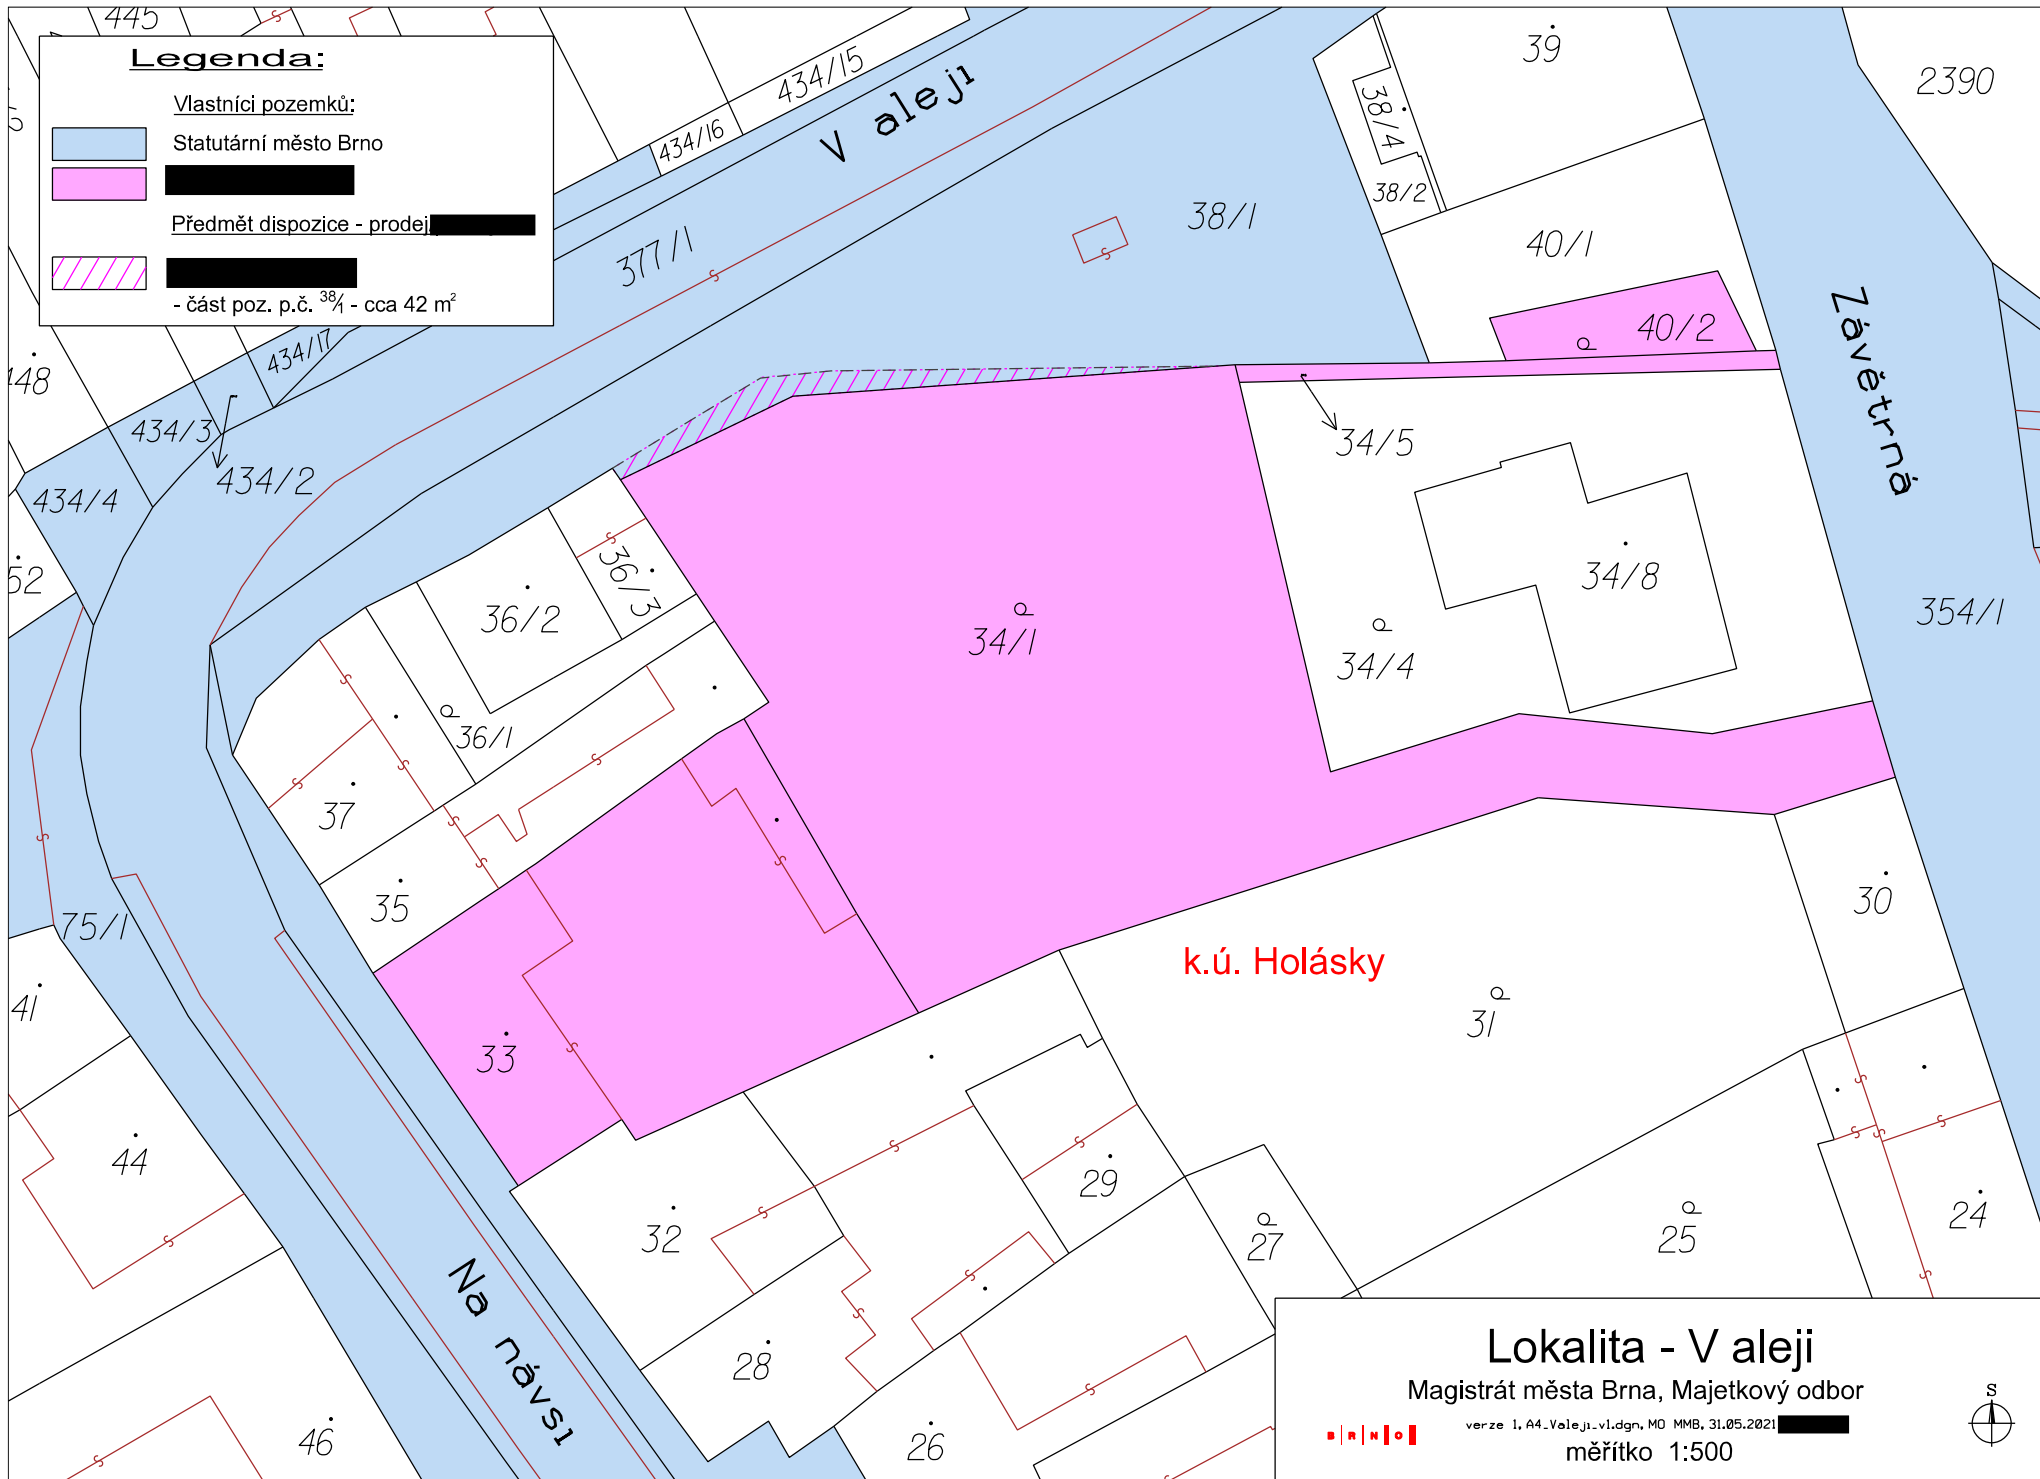 445
Legenda:
Vlastníci pozemků:
Statutární město Brno
Předmět dispozice - prodej
- část poz. p.č. 38/1 - cca 42 m²
434/15
434/16
V aleji
377/1
38/1
38/4
38/2
39
2390
40/1
40/2
Závětrná
434/17
434/3
434/2
434/4
448
52
34/5
34/8
34/4
34/1
354/1
36/2
36/3
36/1
37
35
33
75/1
41
44
46
k.ú. Holásky
30
31
32
29
27
25
24
28
26
Na návsi
Lokalita - V aleji
Magistrát města Brna, Majetkový odbor
verze 1, A4_Valeji_v1.dgn, MO MMB, 31.05.2021
měřítko 1:500
BRNO
S